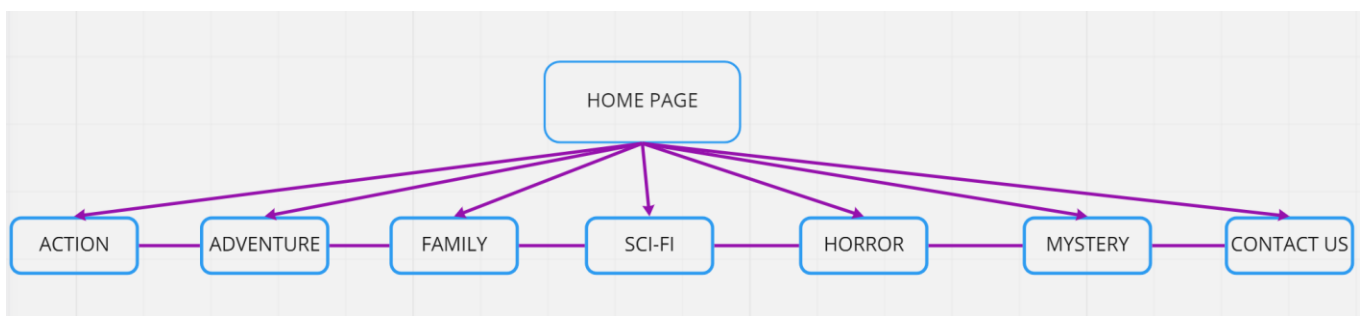 HOME PAGE
ACTION
ADVENTURE
FAMILY
SCI-FI
HORROR
MYSTERY
CONTACT US